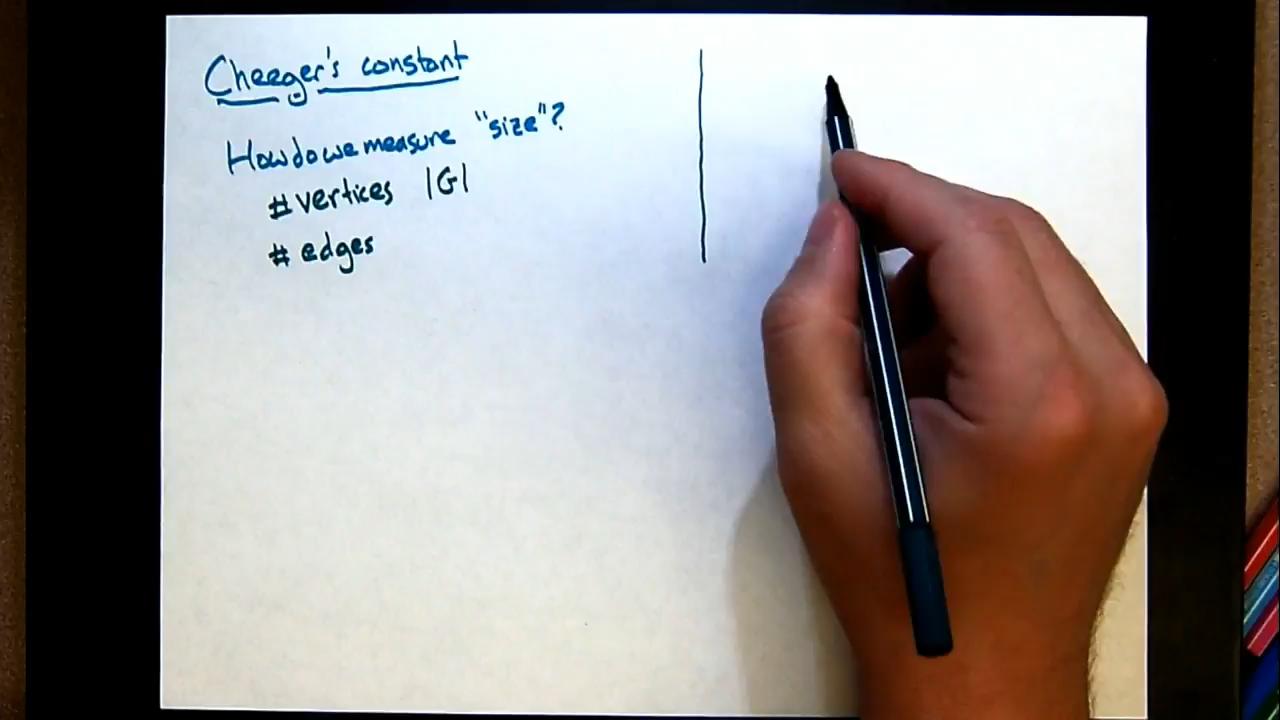 Cheeger's constant
How do we measure "size"?
# vertices |G|
# edges